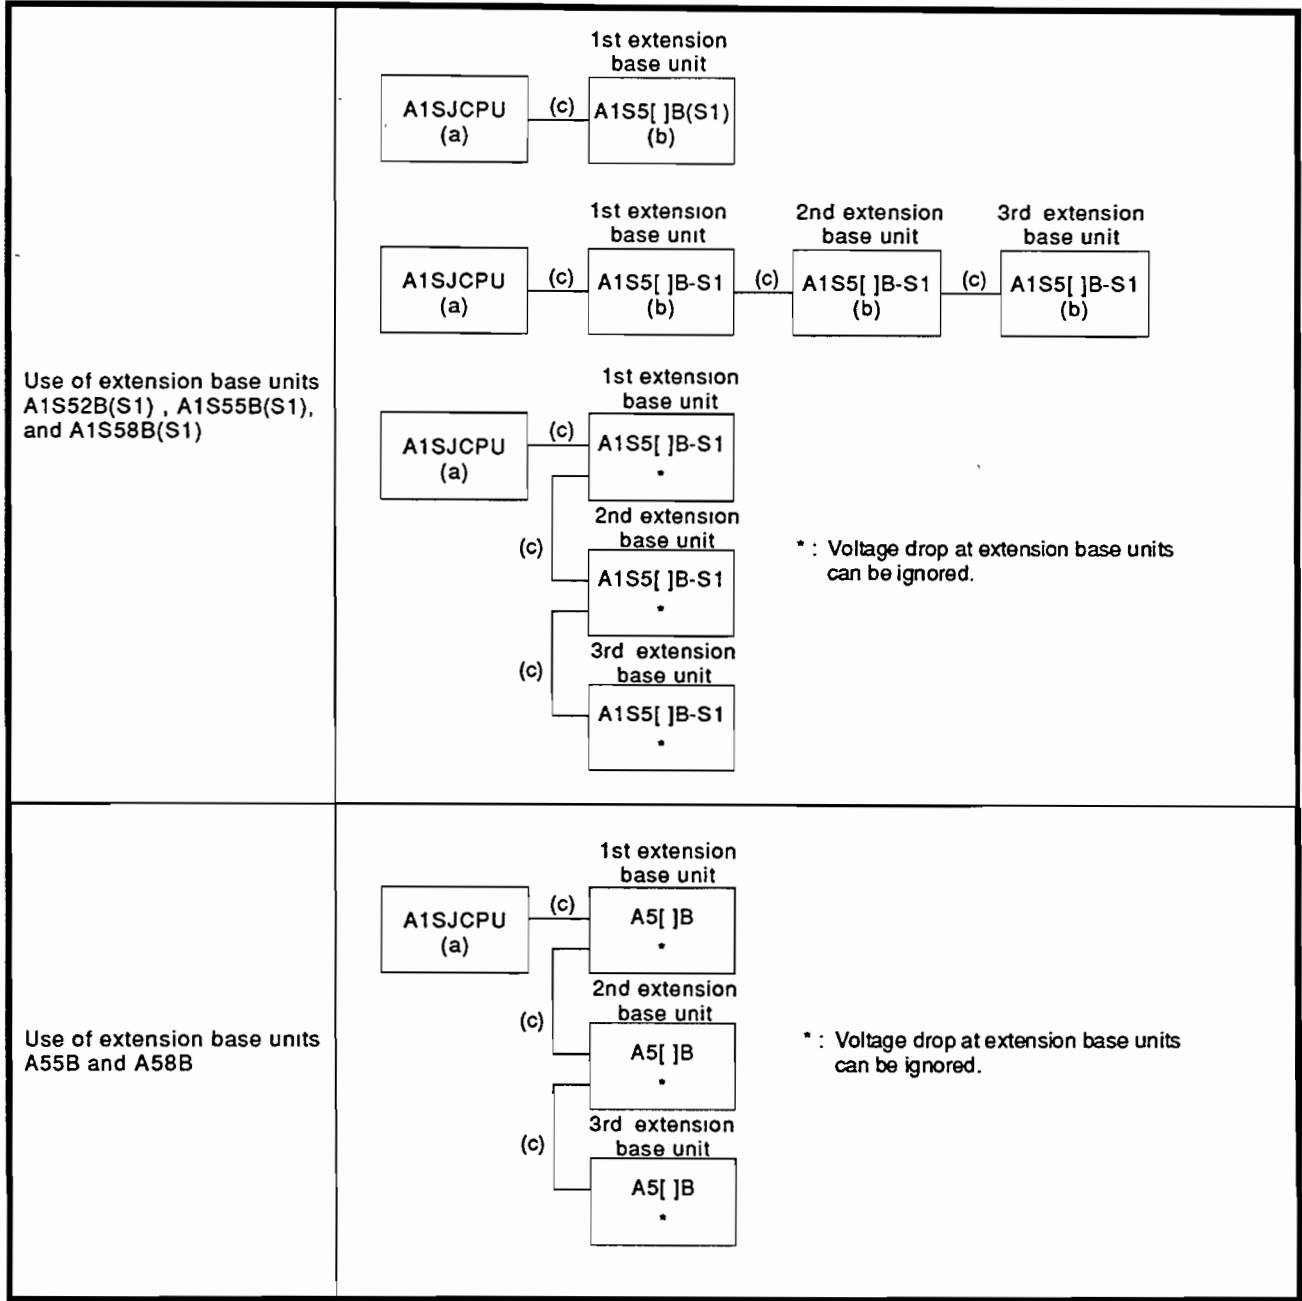 1st extension
base unit
A1SJCPU
(a)
(c)
A1S5[ ]B(S1)
(b)
1st extension
base unit
2nd extension
base unit
3rd extension
base unit
A1SJCPU
(a)
(c)
A1S5[ ]B-S1
(b)
(c)
A1S5[ ]B-S1
(b)
(c)
A1S5[ ]B-S1
(b)
Use of extension base units
A1S52B(S1) , A1S55B(S1),
and A1S58B(S1)
1st extension
base unit
A1SJCPU
(a)
(c)
A1S5[ ]B-S1
*
2nd extension
base unit
(c)
A1S5[ ]B-S1
*
* : Voltage drop at extension base units
can be ignored.
3rd extension
base unit
(c)
A1S5[ ]B-S1
*
1st extension
base unit
A1SJCPU
(a)
(c)
A5[ ]B
*
2nd extension
base unit
(c)
A5[ ]B
*
Use of extension base units
A55B and A58B
* : Voltage drop at extension base units
can be ignored.
3rd extension
base unit
(c)
A5[ ]B
*